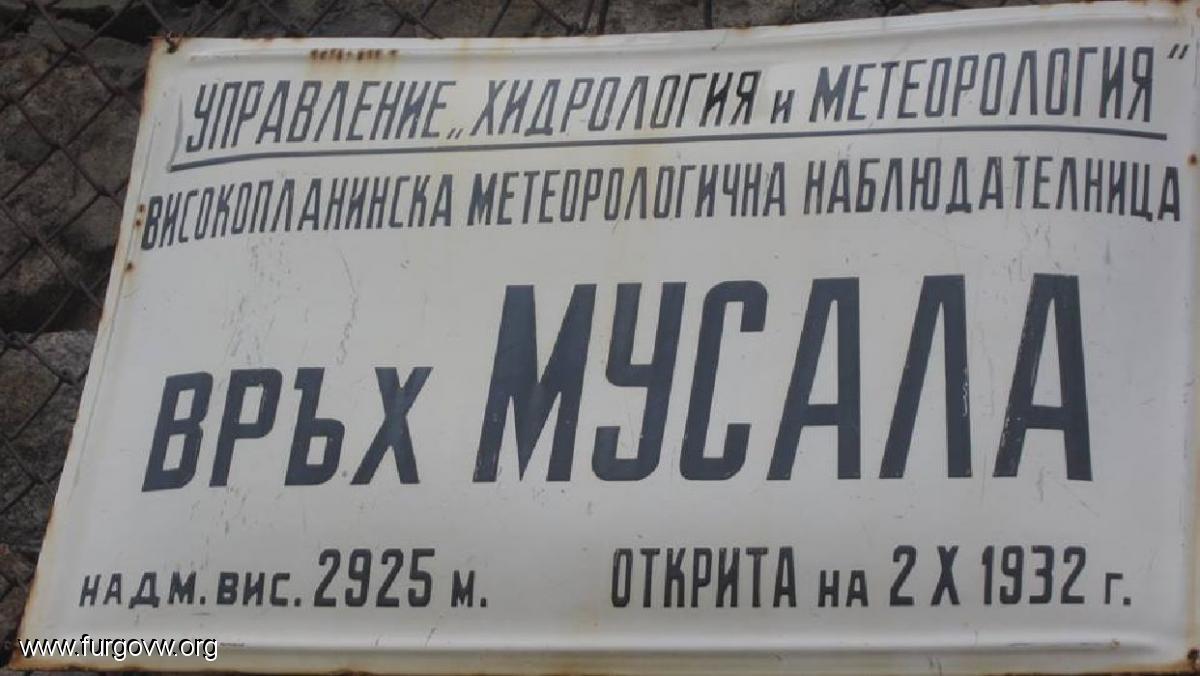 УПРАВЛЕНИЕ „ХИДРОЛОГИЯ и МЕТЕОРОЛОГИЯ"
ВИСОКОПЛАНИНСКА МЕТЕОРОЛОГИЧНА НАБЛЮДАТЕЛНИЦА
ВРЪХ МУСАЛА
НАДМ. ВИС. 2925 м. ОТКРИТА НА 2 X 1932 г.
www.furgovw.org